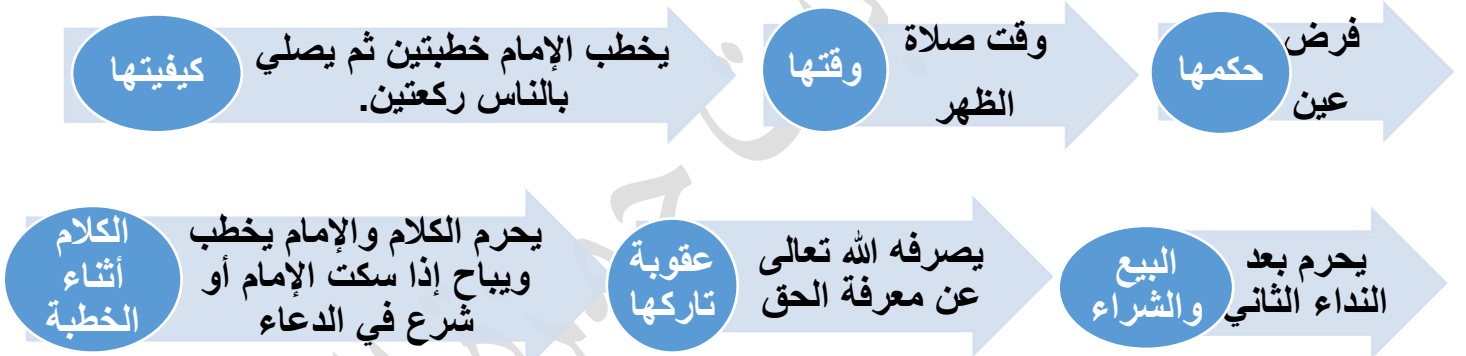 حكمها
فرض
عين
وقتها
وقت صلاة
الظهر
كيفيتها
يخطب الإمام خطبتين ثم يصلي
بالناس ركعتين.
البيع
والشراء
يحرم بعد
النداء الثاني
عقوبة
تاركها
يصرفه الله تعالى
عن معرفة الحق
الكلام
أثناء
الخطبة
يحرم الكلام والإمام يخطب
ويباح إذا سكت الإمام أو
شرع في الدعاء